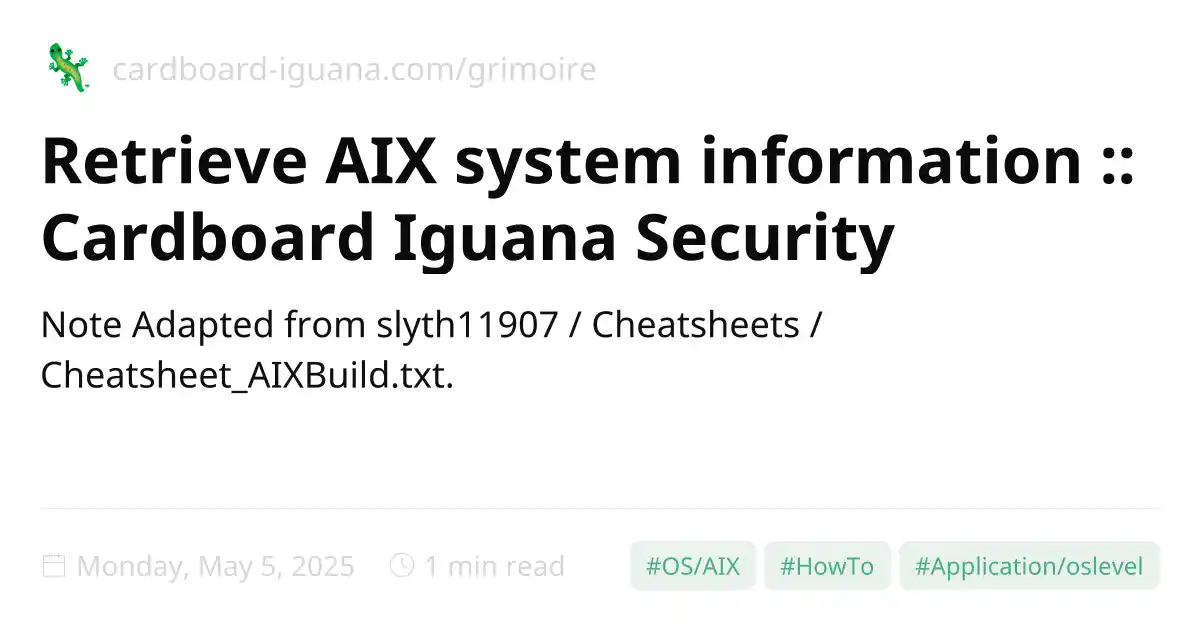 cardboard-iguana.com/grimoire
Retrieve AIX system information ::
Cardboard Iguana Security
Note Adapted from slyth11907 / Cheatsheets /
Cheatsheet_AIXBuild.txt.
Monday, May 5, 2025 1 min read #OS/AIX #HowTo #Application/oslevel